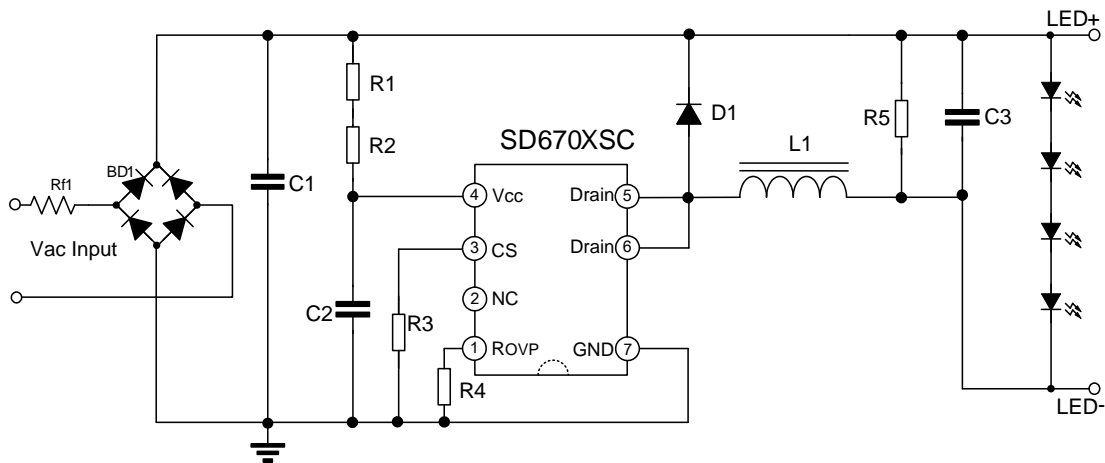 LED+
R1
D1
R5
C3
R2
SD670XSC
L1
BD1
Rf1
C1
4
Vcc
Drain
5
Vac Input
3
CS
Drain
6
2
NC
C2
R3
1
ROVP
GND
7
R4
LED-